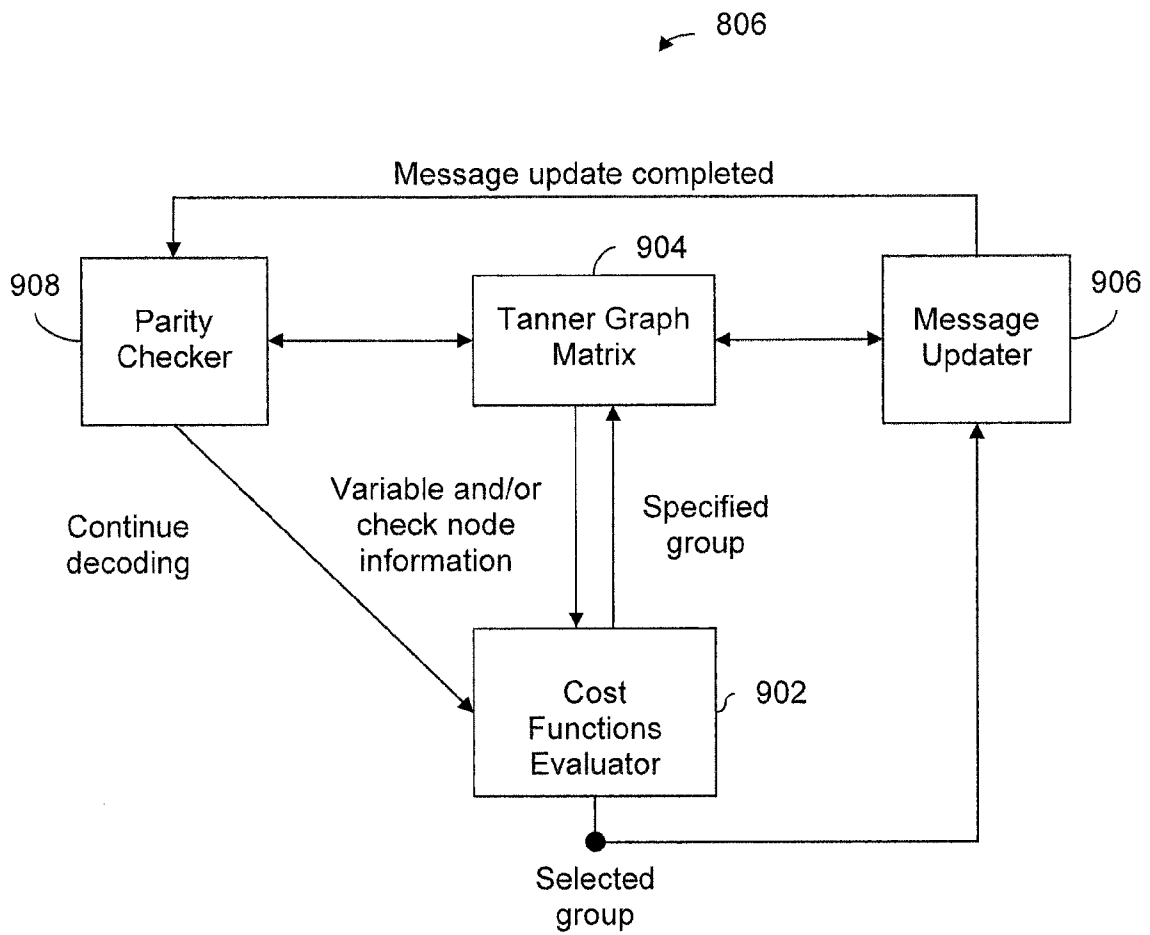 806
Message update completed
904
908
906
Parity
Checker
Tanner Graph
Matrix
Message
Updater
Variable and/or
check node
information
Specified
group
Continue
decoding
902
Cost
Functions
Evaluator
Selected
group